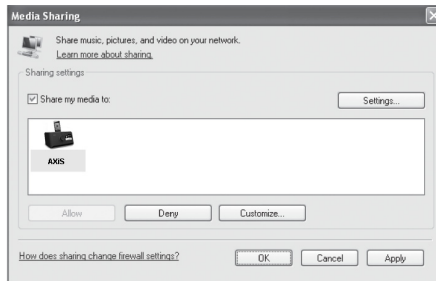 Media Sharing
Share music, pictures, and video on your network.
Learn more about sharing.
Sharing settings
Share my media to:
Settings...
AXiS
Allow
Deny
Customize...
How does sharing change firewall settings?
OK
Cancel
Apply